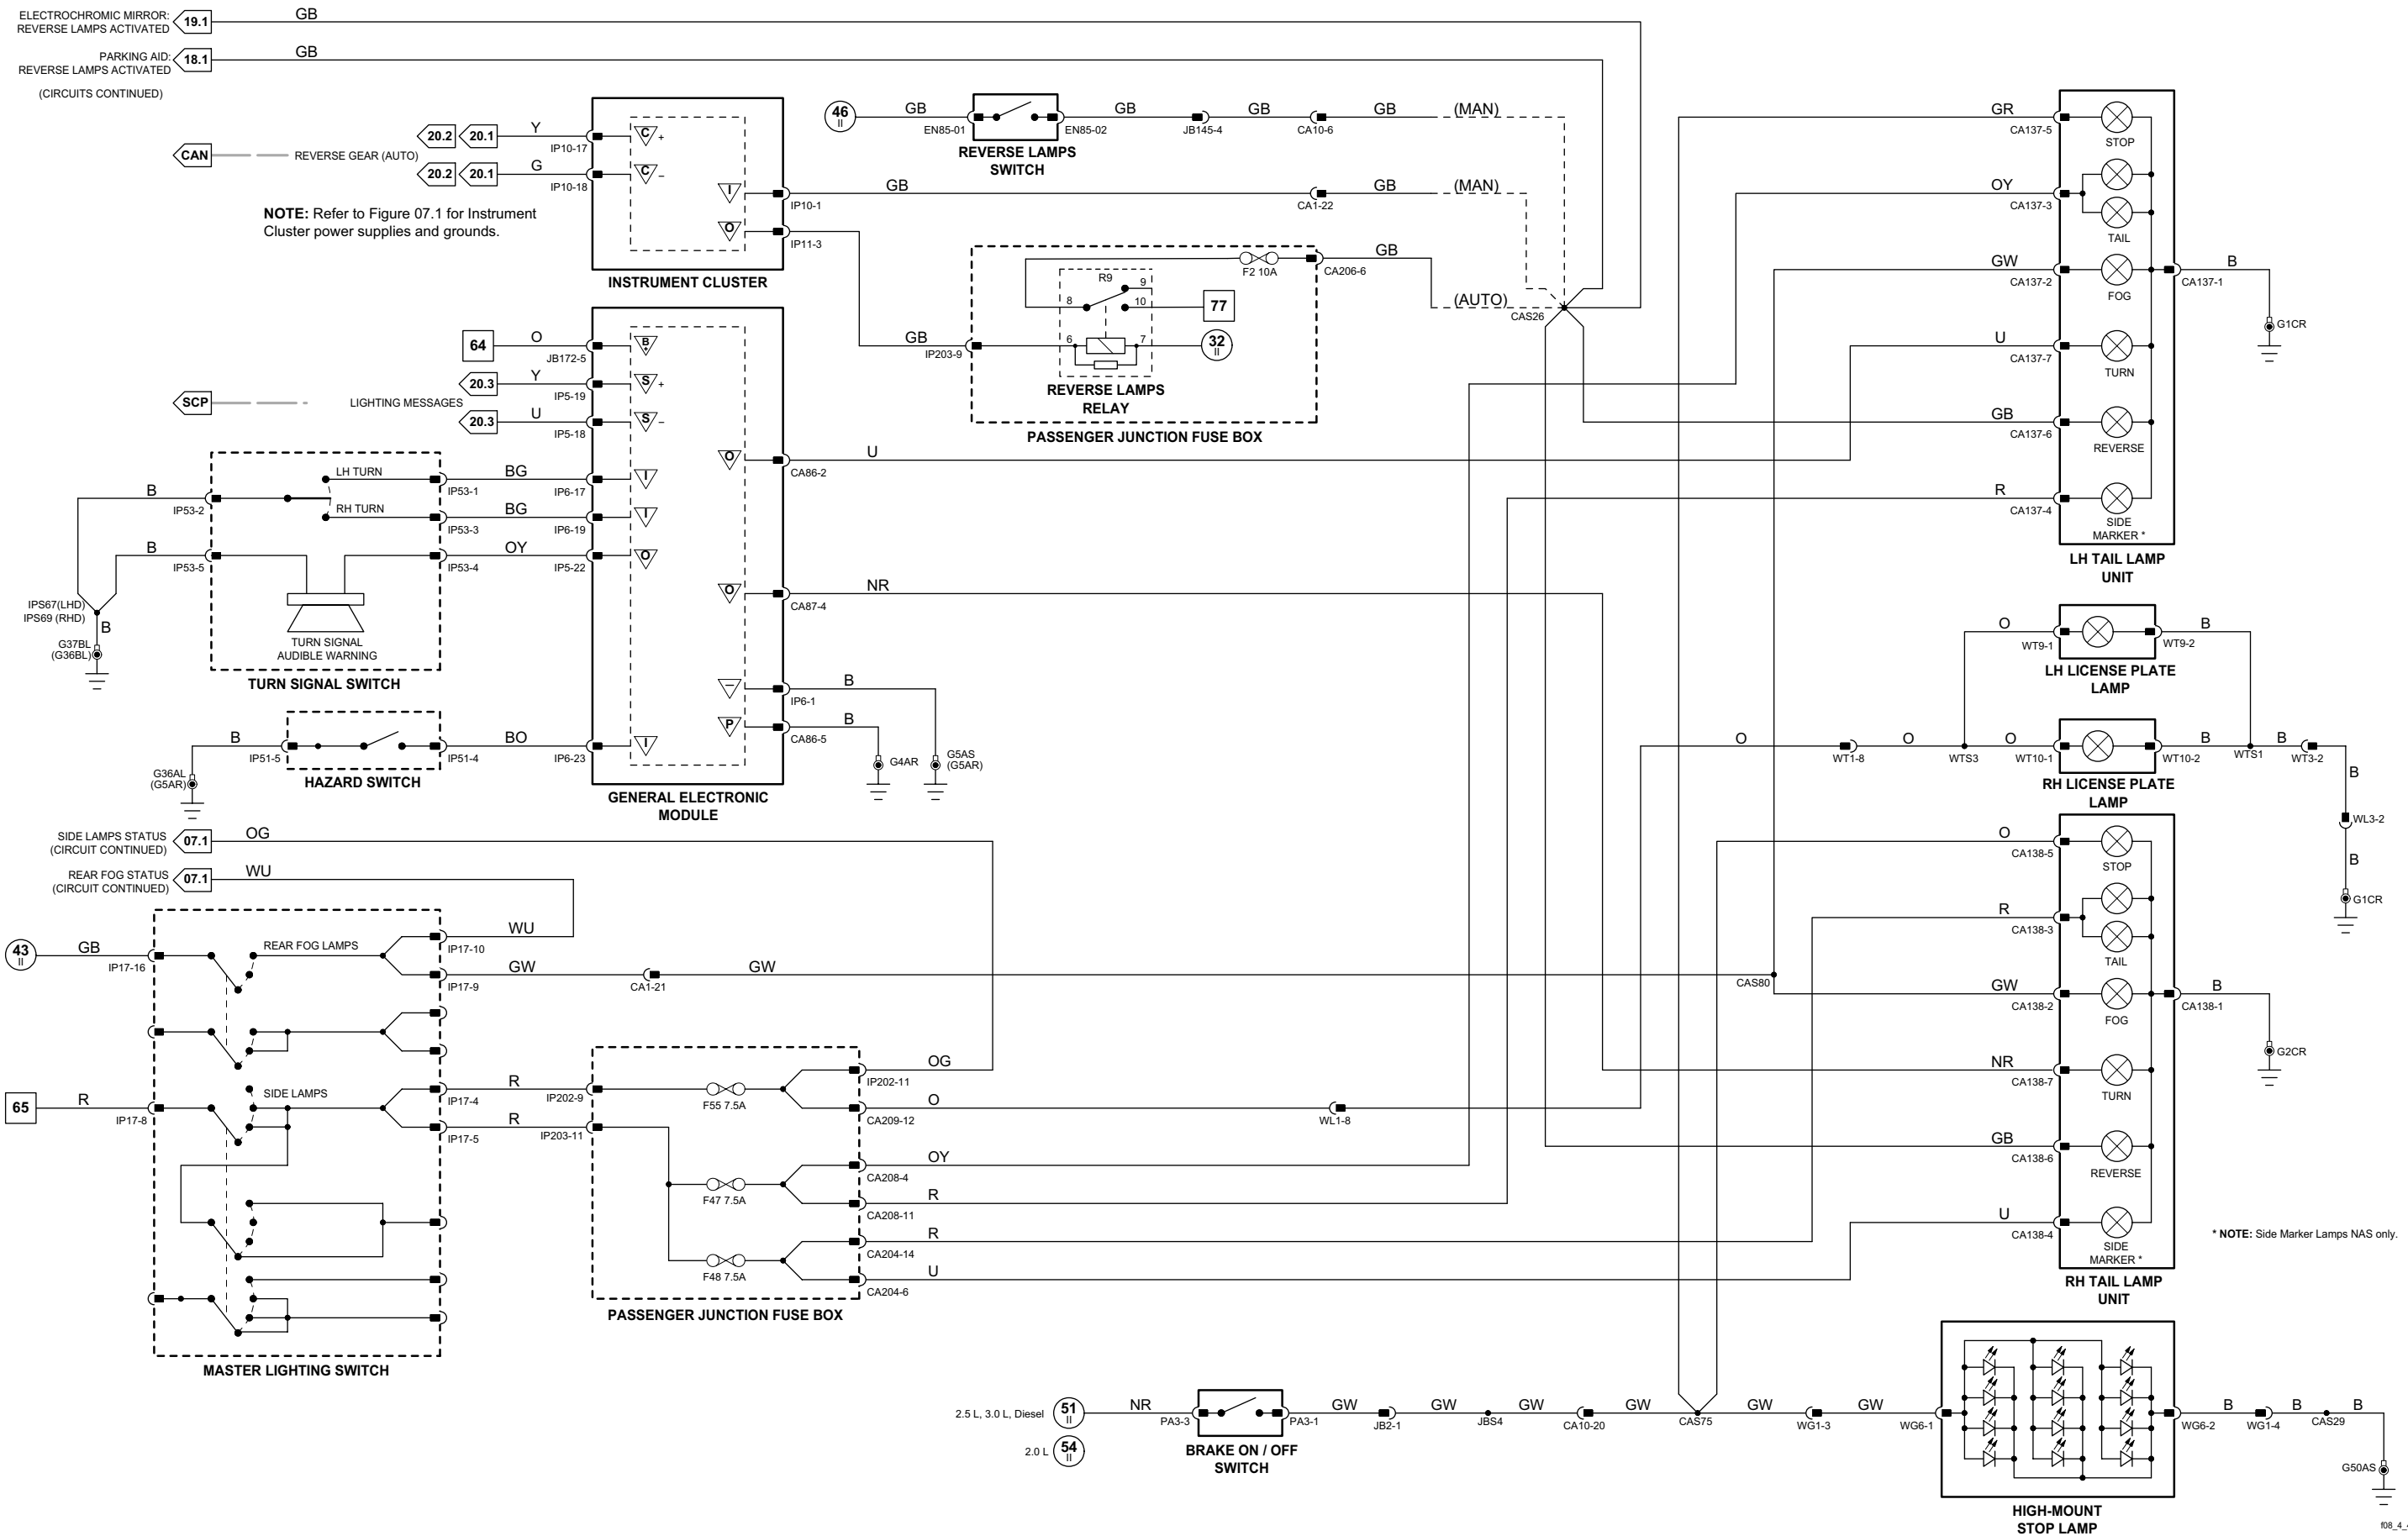 ELECTROCHROMIC MIRROR:
REVERSE LAMPS ACTIVATED
19.1
GB
PARKING AID:
REVERSE LAMPS ACTIVATED
18.1
GB
(CIRCUITS CONTINUED)
20.2
20.1
Y
IP10-17
C
+
CAN
REVERSE GEAR (AUTO)
20.2
20.1
G
IP10-18
C
–
NOTE: Refer to Figure 07.1 for Instrument
Cluster power supplies and grounds.
I
IP10-1
GB
CA1-22
GB
(MAN)
O
IP11-3
INSTRUMENT CLUSTER
46
II
GB
EN85-01
EN85-02
GB
JB145-4
GB
CA10-6
GB
(MAN)
REVERSE LAMPS
SWITCH
R9
F2 10A
CA206-6
GB
8
9
10
77
(AUTO)
CAS26
GB
IP203-9
6
7
32
II
REVERSE LAMPS
RELAY
PASSENGER JUNCTION FUSE BOX
64
O
JB172-5
B
+
20.3
Y
IP5-19
S
+
SCP
LIGHTING MESSAGES
20.3
U
IP5-18
S
–
O
CA86-2
U
LH TURN
IP53-1
BG
IP6-17
I
B
IP53-2
RH TURN
IP53-3
BG
IP6-19
I
B
IP53-5
IP53-4
OY
IP5-22
O
O
CA87-4
NR
IPS67(LHD)
IPS69 (RHD)
B
G37BL
(G36BL)
TURN SIGNAL
AUDIBLE WARNING
TURN SIGNAL SWITCH
–
IP6-1
B
P
CA86-5
B
B
IP51-5
IP51-4
BO
IP6-23
I
G36AL
(G5AR)
HAZARD SWITCH
G4AR
G5AS
(G5AR)
GENERAL ELECTRONIC
MODULE
GR
CA137-5
STOP
OY
CA137-3
TAIL
GW
CA137-2
FOG
CA137-1
B
G1CR
U
CA137-7
TURN
GB
CA137-6
REVERSE
R
CA137-4
SIDE
MARKER *
LH TAIL LAMP
UNIT
O
WT9-1
B
WT9-2
LH LICENSE PLATE
LAMP
O
WT1-8
O
WTS3
O
WT10-1
B
WT10-2
WTS1
B
WT3-2
B
RH LICENSE PLATE
LAMP
WL3-2
B
G1CR
SIDE LAMPS STATUS
(CIRCUIT CONTINUED)
07.1
OG
REAR FOG STATUS
(CIRCUIT CONTINUED)
07.1
WU
43
II
GB
IP17-16
REAR FOG LAMPS
IP17-10
WU
IP17-9
GW
CA1-21
GW
CAS80
65
R
IP17-8
SIDE LAMPS
IP17-4
R
IP202-9
F55 7.5A
IP202-11
OG
IP17-5
R
IP203-11
CA209-12
O
WL1-8
F47 7.5A
CA208-4
OY
CA208-11
R
F48 7.5A
CA204-14
R
CA204-6
U
PASSENGER JUNCTION FUSE BOX
MASTER LIGHTING SWITCH
O
CA138-5
STOP
R
CA138-3
TAIL
GW
CA138-2
FOG
CA138-1
B
G2CR
NR
CA138-7
TURN
GB
CA138-6
REVERSE
U
CA138-4
SIDE
MARKER *
RH TAIL LAMP
UNIT
* NOTE: Side Marker Lamps NAS only.
2.5 L, 3.0 L, Diesel
51
II
NR
PA3-3
PA3-1
GW
JB2-1
GW
JBS4
GW
CA10-20
GW
CAS75
GW
WG1-3
GW
WG6-1
WG6-2
B
WG1-4
B
CAS29
B
2.0 L
54
II
BRAKE ON / OFF
SWITCH
G50AS
HIGH-MOUNT
STOP LAMP